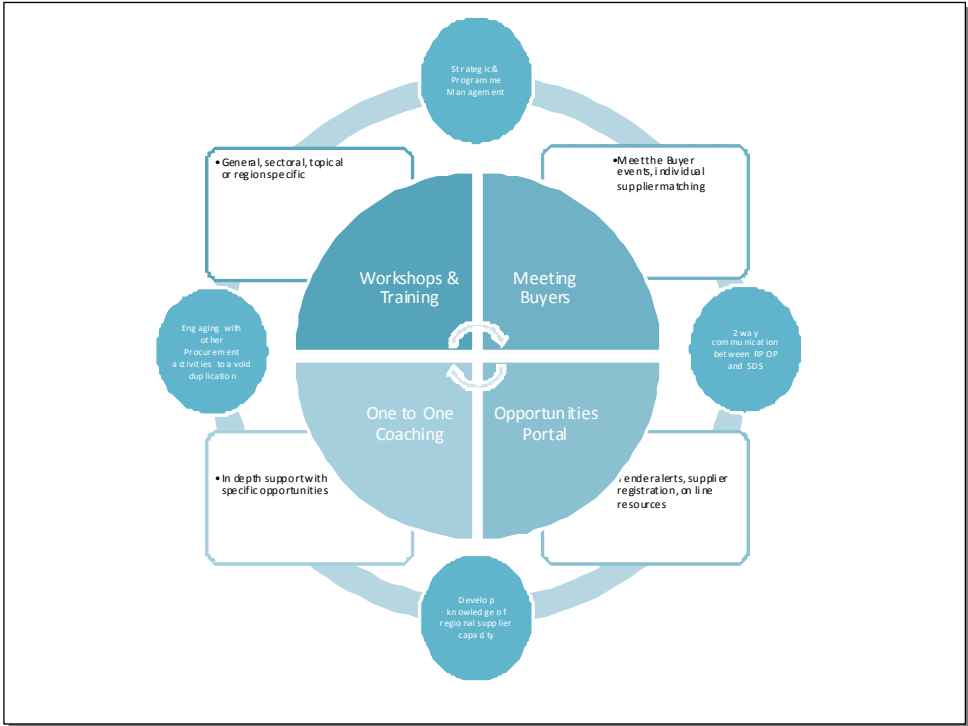 Strategic &
Programme
Management
• General, sectoral, topical
or region specific
• Meet the Buyer
events, individual
supplier matching
Workshops &
Training
Meeting
Buyers
Engaging with
other
Procurement
activities to avoid
duplication
2 way
communication
between RPOP
and SDS
One to One
Coaching
Opportunities
Portal
• In depth support with
specific opportunities
Tender alerts, supplier
registration, on line
resources
Develop
knowledge of
regional supplier
capacity